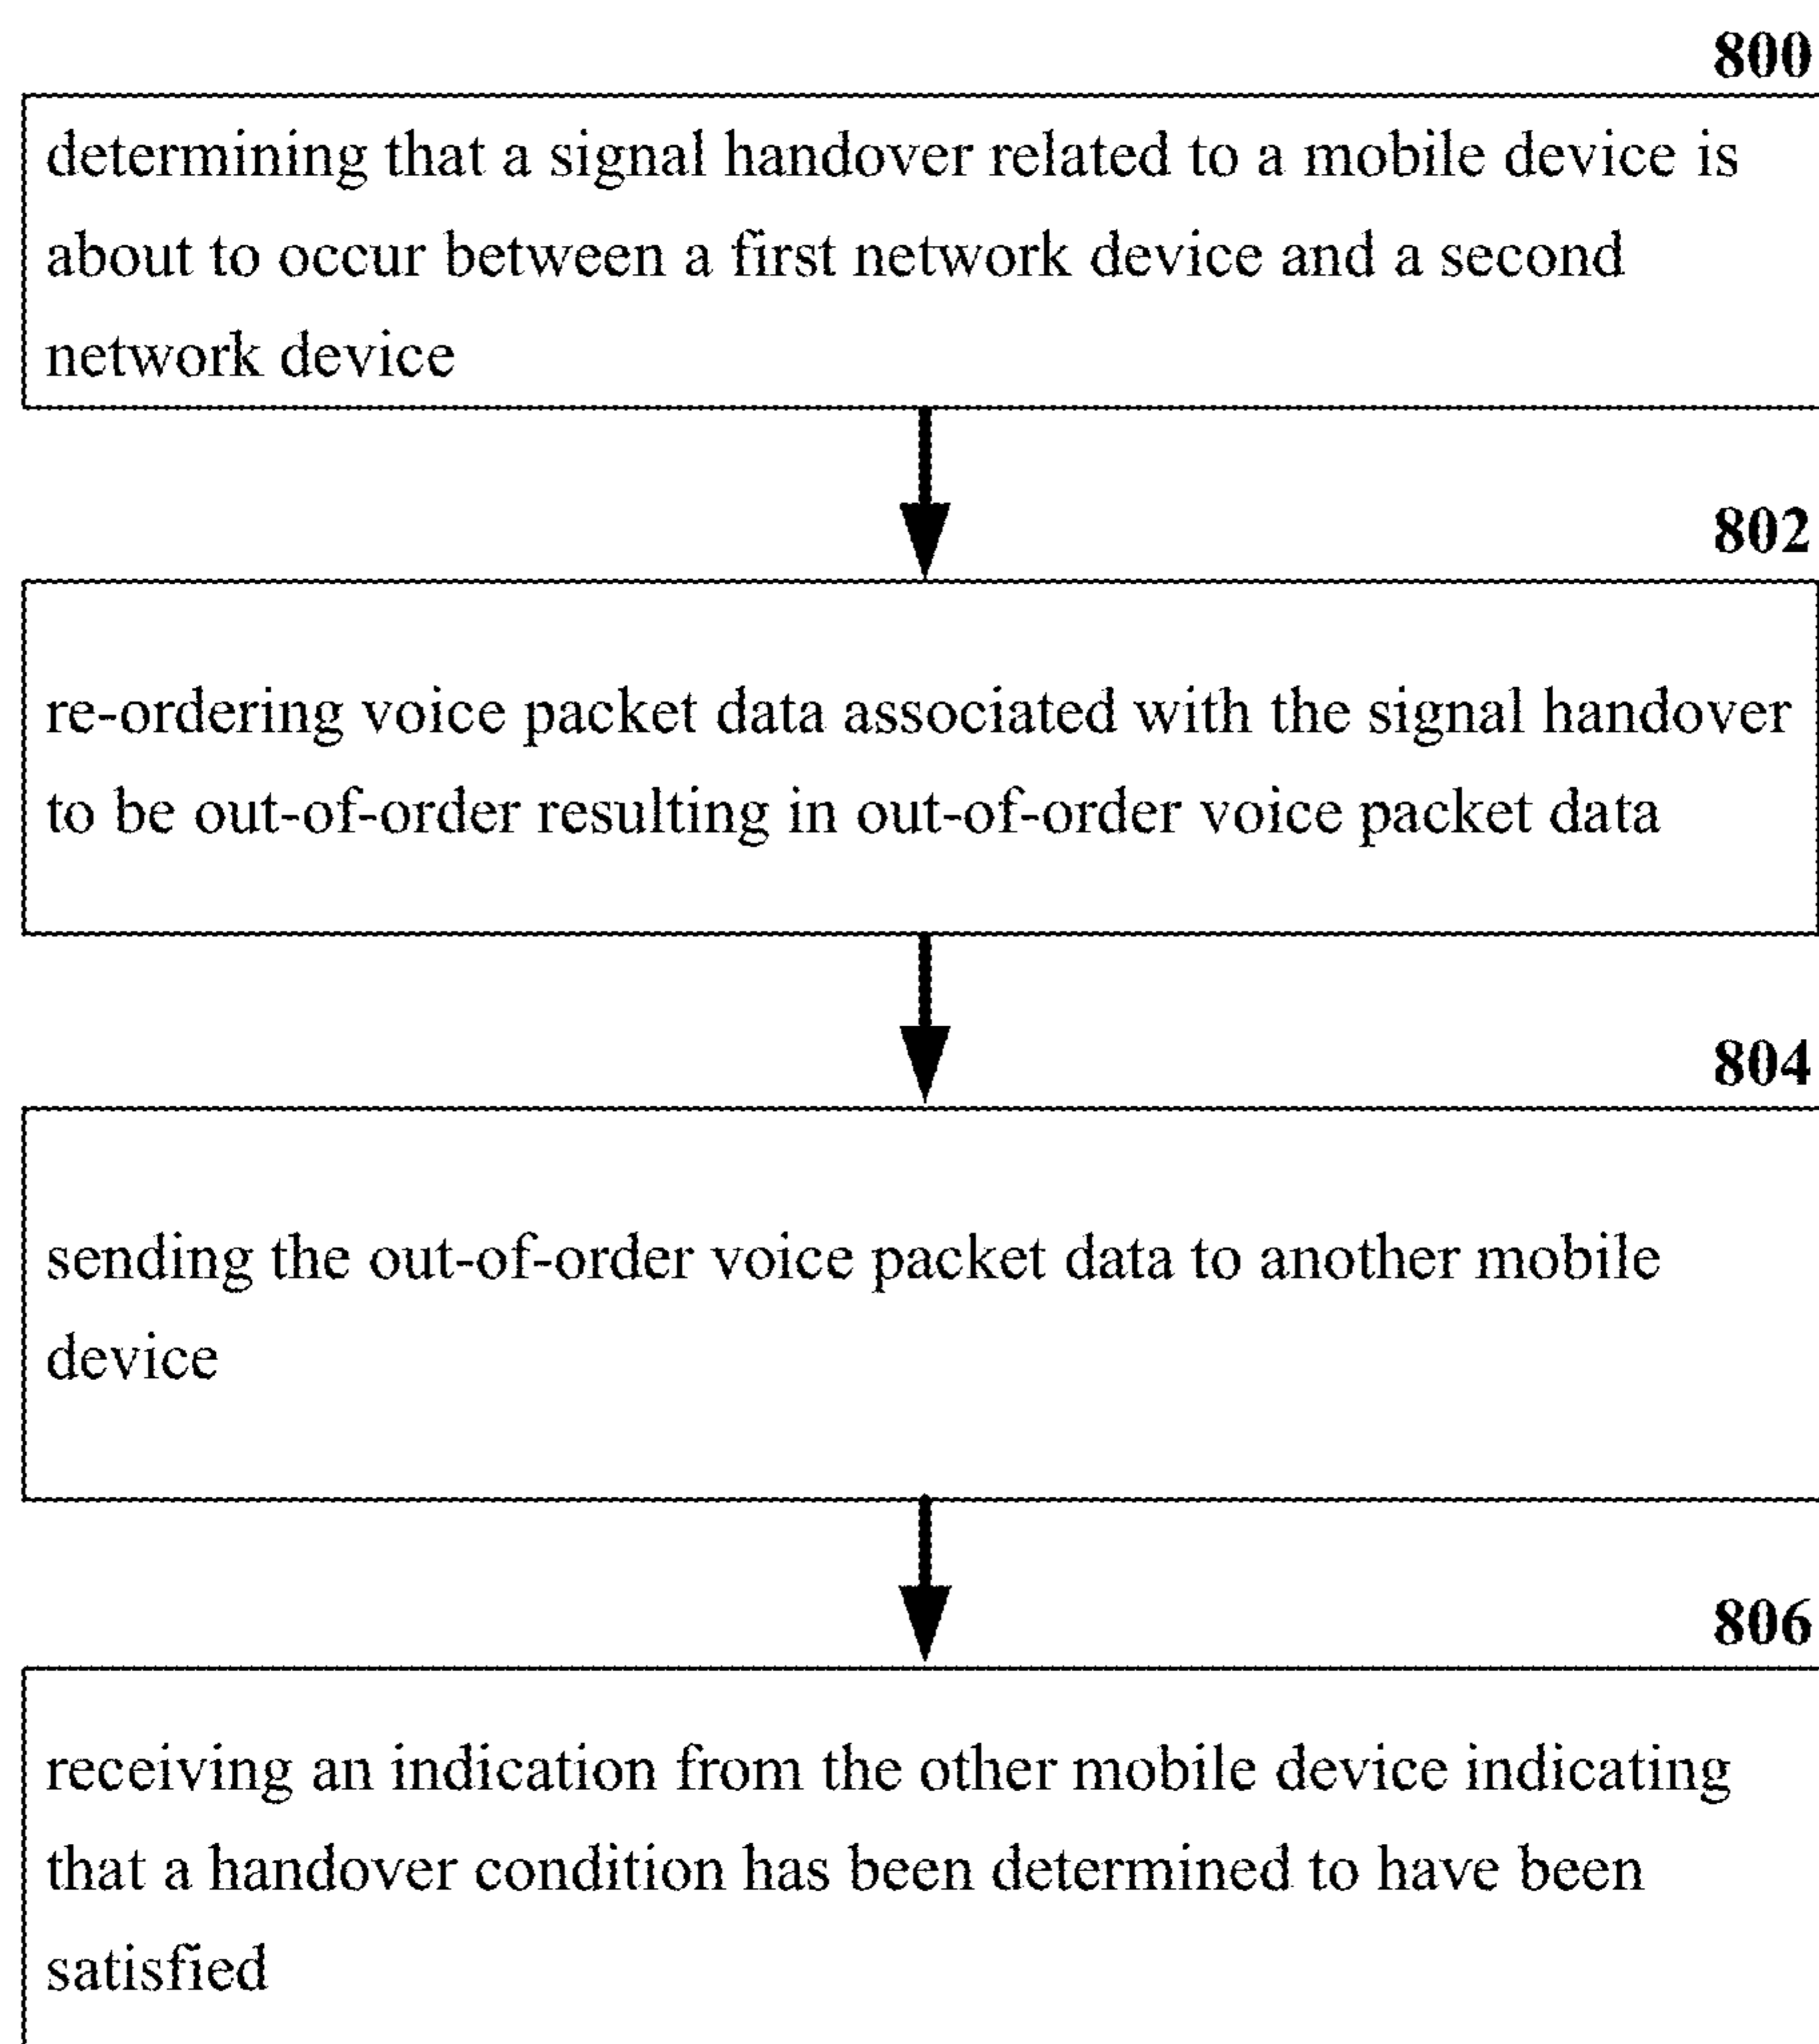 800
determining that a signal handover related to a mobile device is
about to occur between a first network device and a second
network device
802
re-ordering voice packet data associated with the signal handover
to be out-of-order resulting in out-of-order voice packet data
804
sending the out-of-order voice packet data to another mobile
device
806
receiving an indication from the other mobile device indicating
that a handover condition has been determined to have been
satisfied